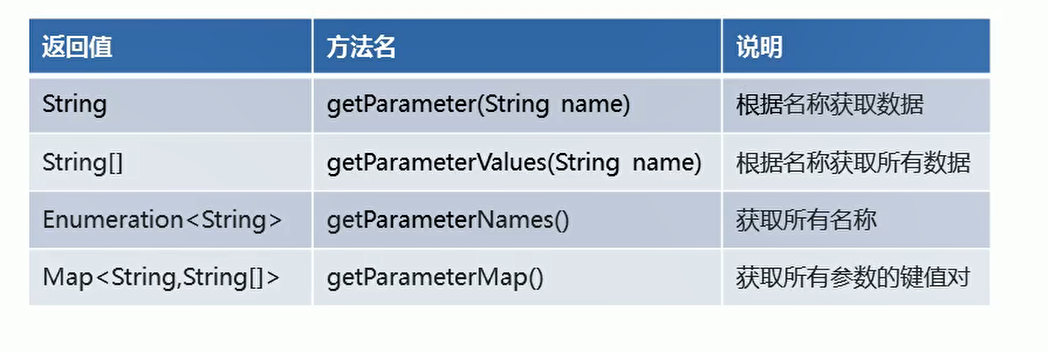 返回值 方法名 说明
String getParameter(String name) 根据名称获取数据
String[] getParameterValues(String name) 根据名称获取所有数据
Enumeration<String> getParameterNames() 获取所有名称
Map<String,String[]> getParameterMap() 获取所有参数的键值对